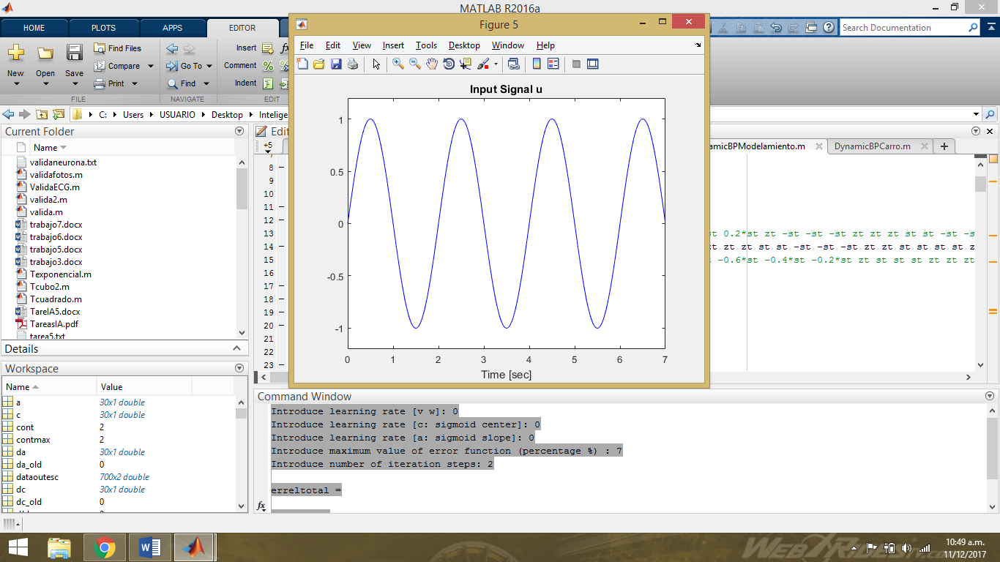 MATLAB R2016a
HOME PLOTS APPS EDITOR
Search Documentation
New Open Save
Find Files
Compare
Print
Go To
Find
Insert
Comment
Indent
FILE NAVIGATE EDIT
C: Users USUARIO Desktop
Current Folder
Name
validaneurona.txt
validafotos.m
ValidaECG.m
valida2.m
valida.m
trabajo7.docx
trabajo6.docx
trabajo5.docx
trabajo3.docx
Texponencial.m
Tcubo2.m
Tcuadrado.m
TareIA5.docx
TareasIA.pdf
tarea5.txt
Details
Workspace
Name Value
a 30x1 double
c 30x1 double
cont 2
contmax 2
da 30x1 double
da_old 0
dataoutesc 700x2 double
dc 30x1 double
dc_old 0
+5
7
8
9
10
11
12
13
14
15
16
17
18
19
20
21
22
23
DynamicBPCarro.m
st 0.2*st zt -st -st -st zt zt zt st st -st -s
zt zt zt st st -st -st -zt zt zt st st zt
-0.6*st -0.4*st -0.2*st zt st st st zt zt zt
Figure 5
File Edit View Insert Tools Desktop Window Help
Input Signal u
1
0.5
0
-0.5
-1
0 1 2 3 4 5 6 7
Time [sec]
Command Window
Introduce learning rate [v w]: 0
Introduce learning rate [c: sigmoid center]: 0
Introduce learning rate [a: sigmoid slope]: 0
Introduce maximum value of error function (percentage %) : 7
Introduce number of iteration steps: 2
erreltotal =
fx
10:49 a.m.
11/12/2017